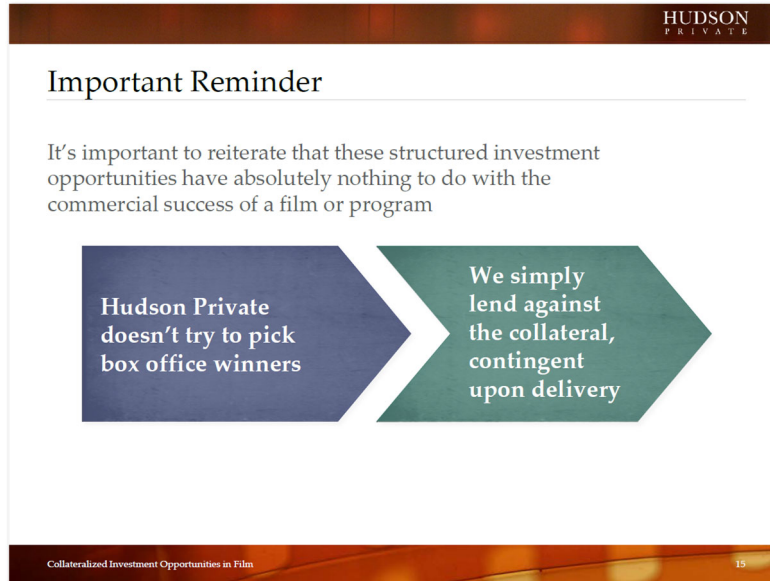 HUDSON
PRIVATE
Important Reminder
It’s important to reiterate that these structured investment
opportunities have absolutely nothing to do with the
commercial success of a film or program
Hudson Private
doesn’t try to pick
box office winners
We simply
lend against
the collateral,
contingent
upon delivery
Collateralized Investment Opportunities in Film
15